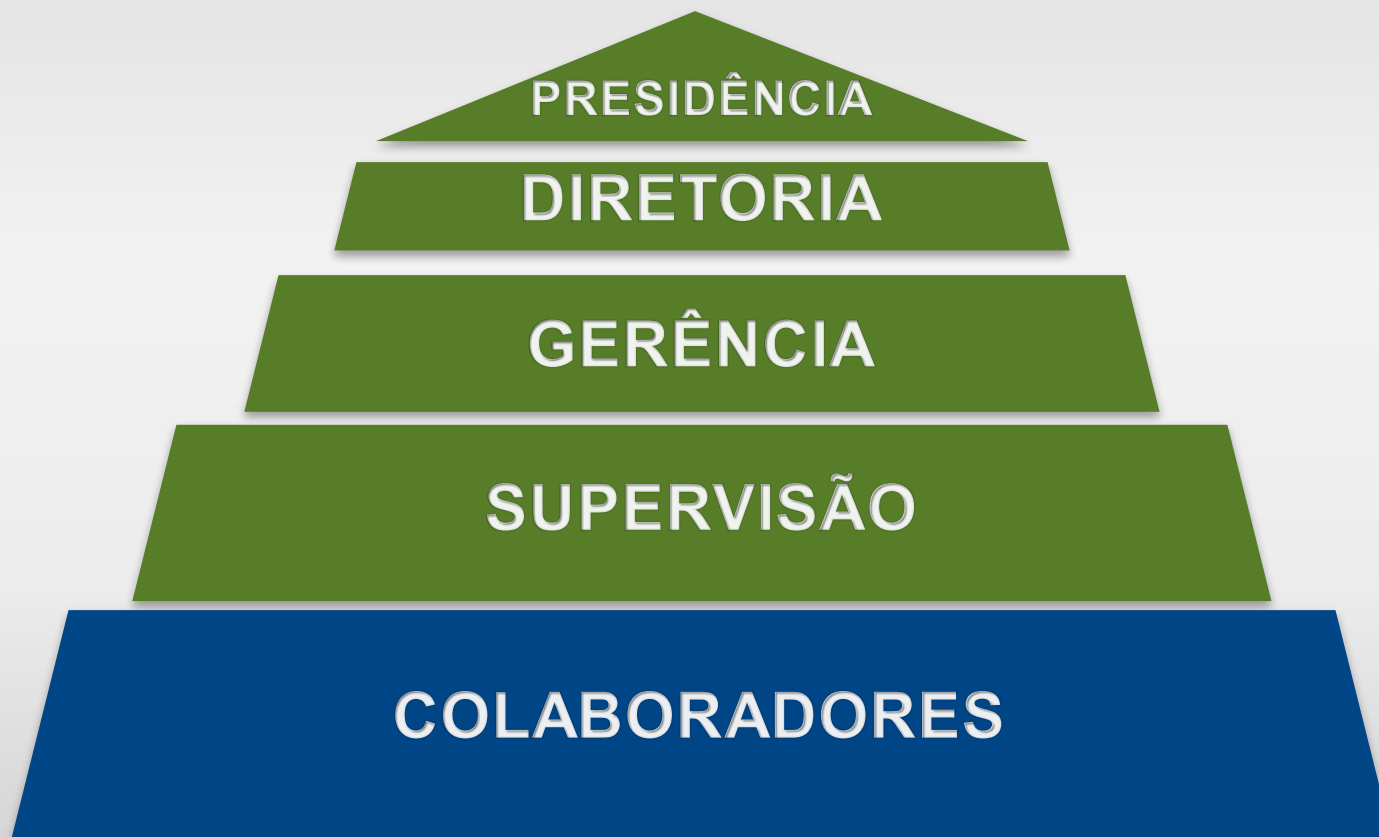 PRESIDÊNCIA
DIRETORIA
GERÊNCIA
SUPERVISÃO
COLABORADORES